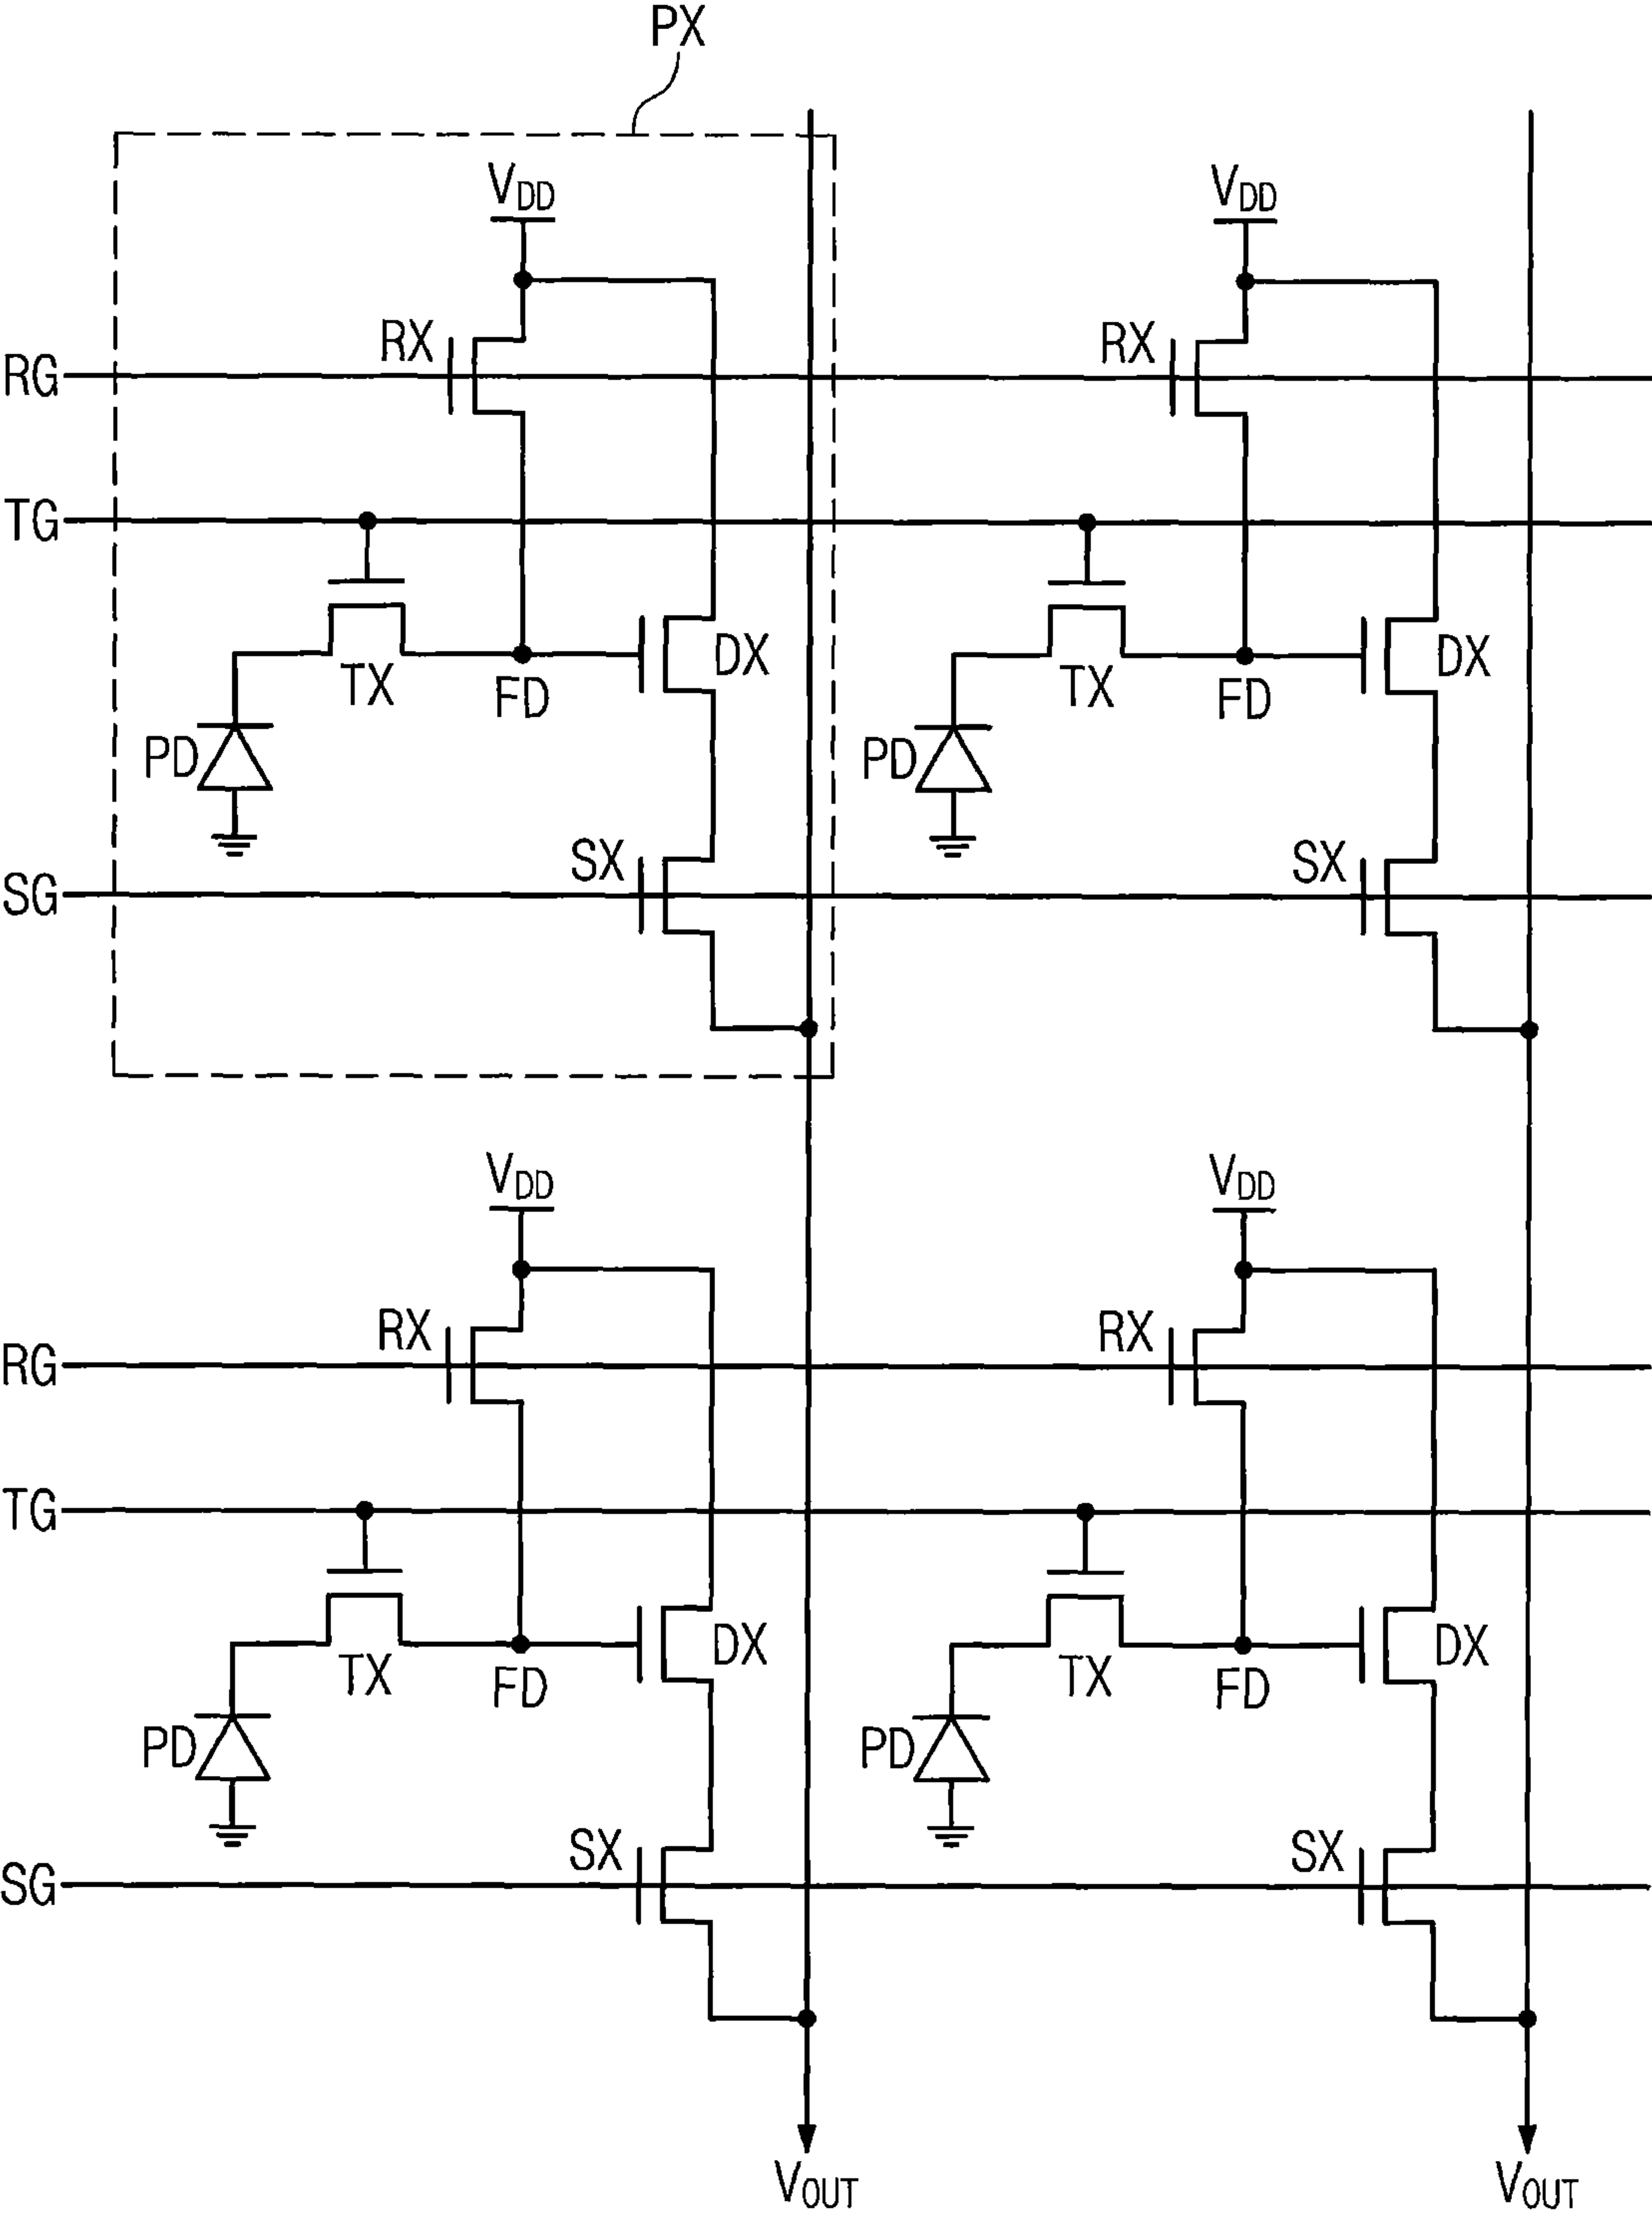 PX
VDD VDD
RX RX
RG
TG
DX DX
TX FD TX FD
PD PD
SX SX
SG
VDD VDD
RX RX
RG
TG
DX DX
TX FD TX FD
PD PD
SX SX
SG
VOUT VOUT